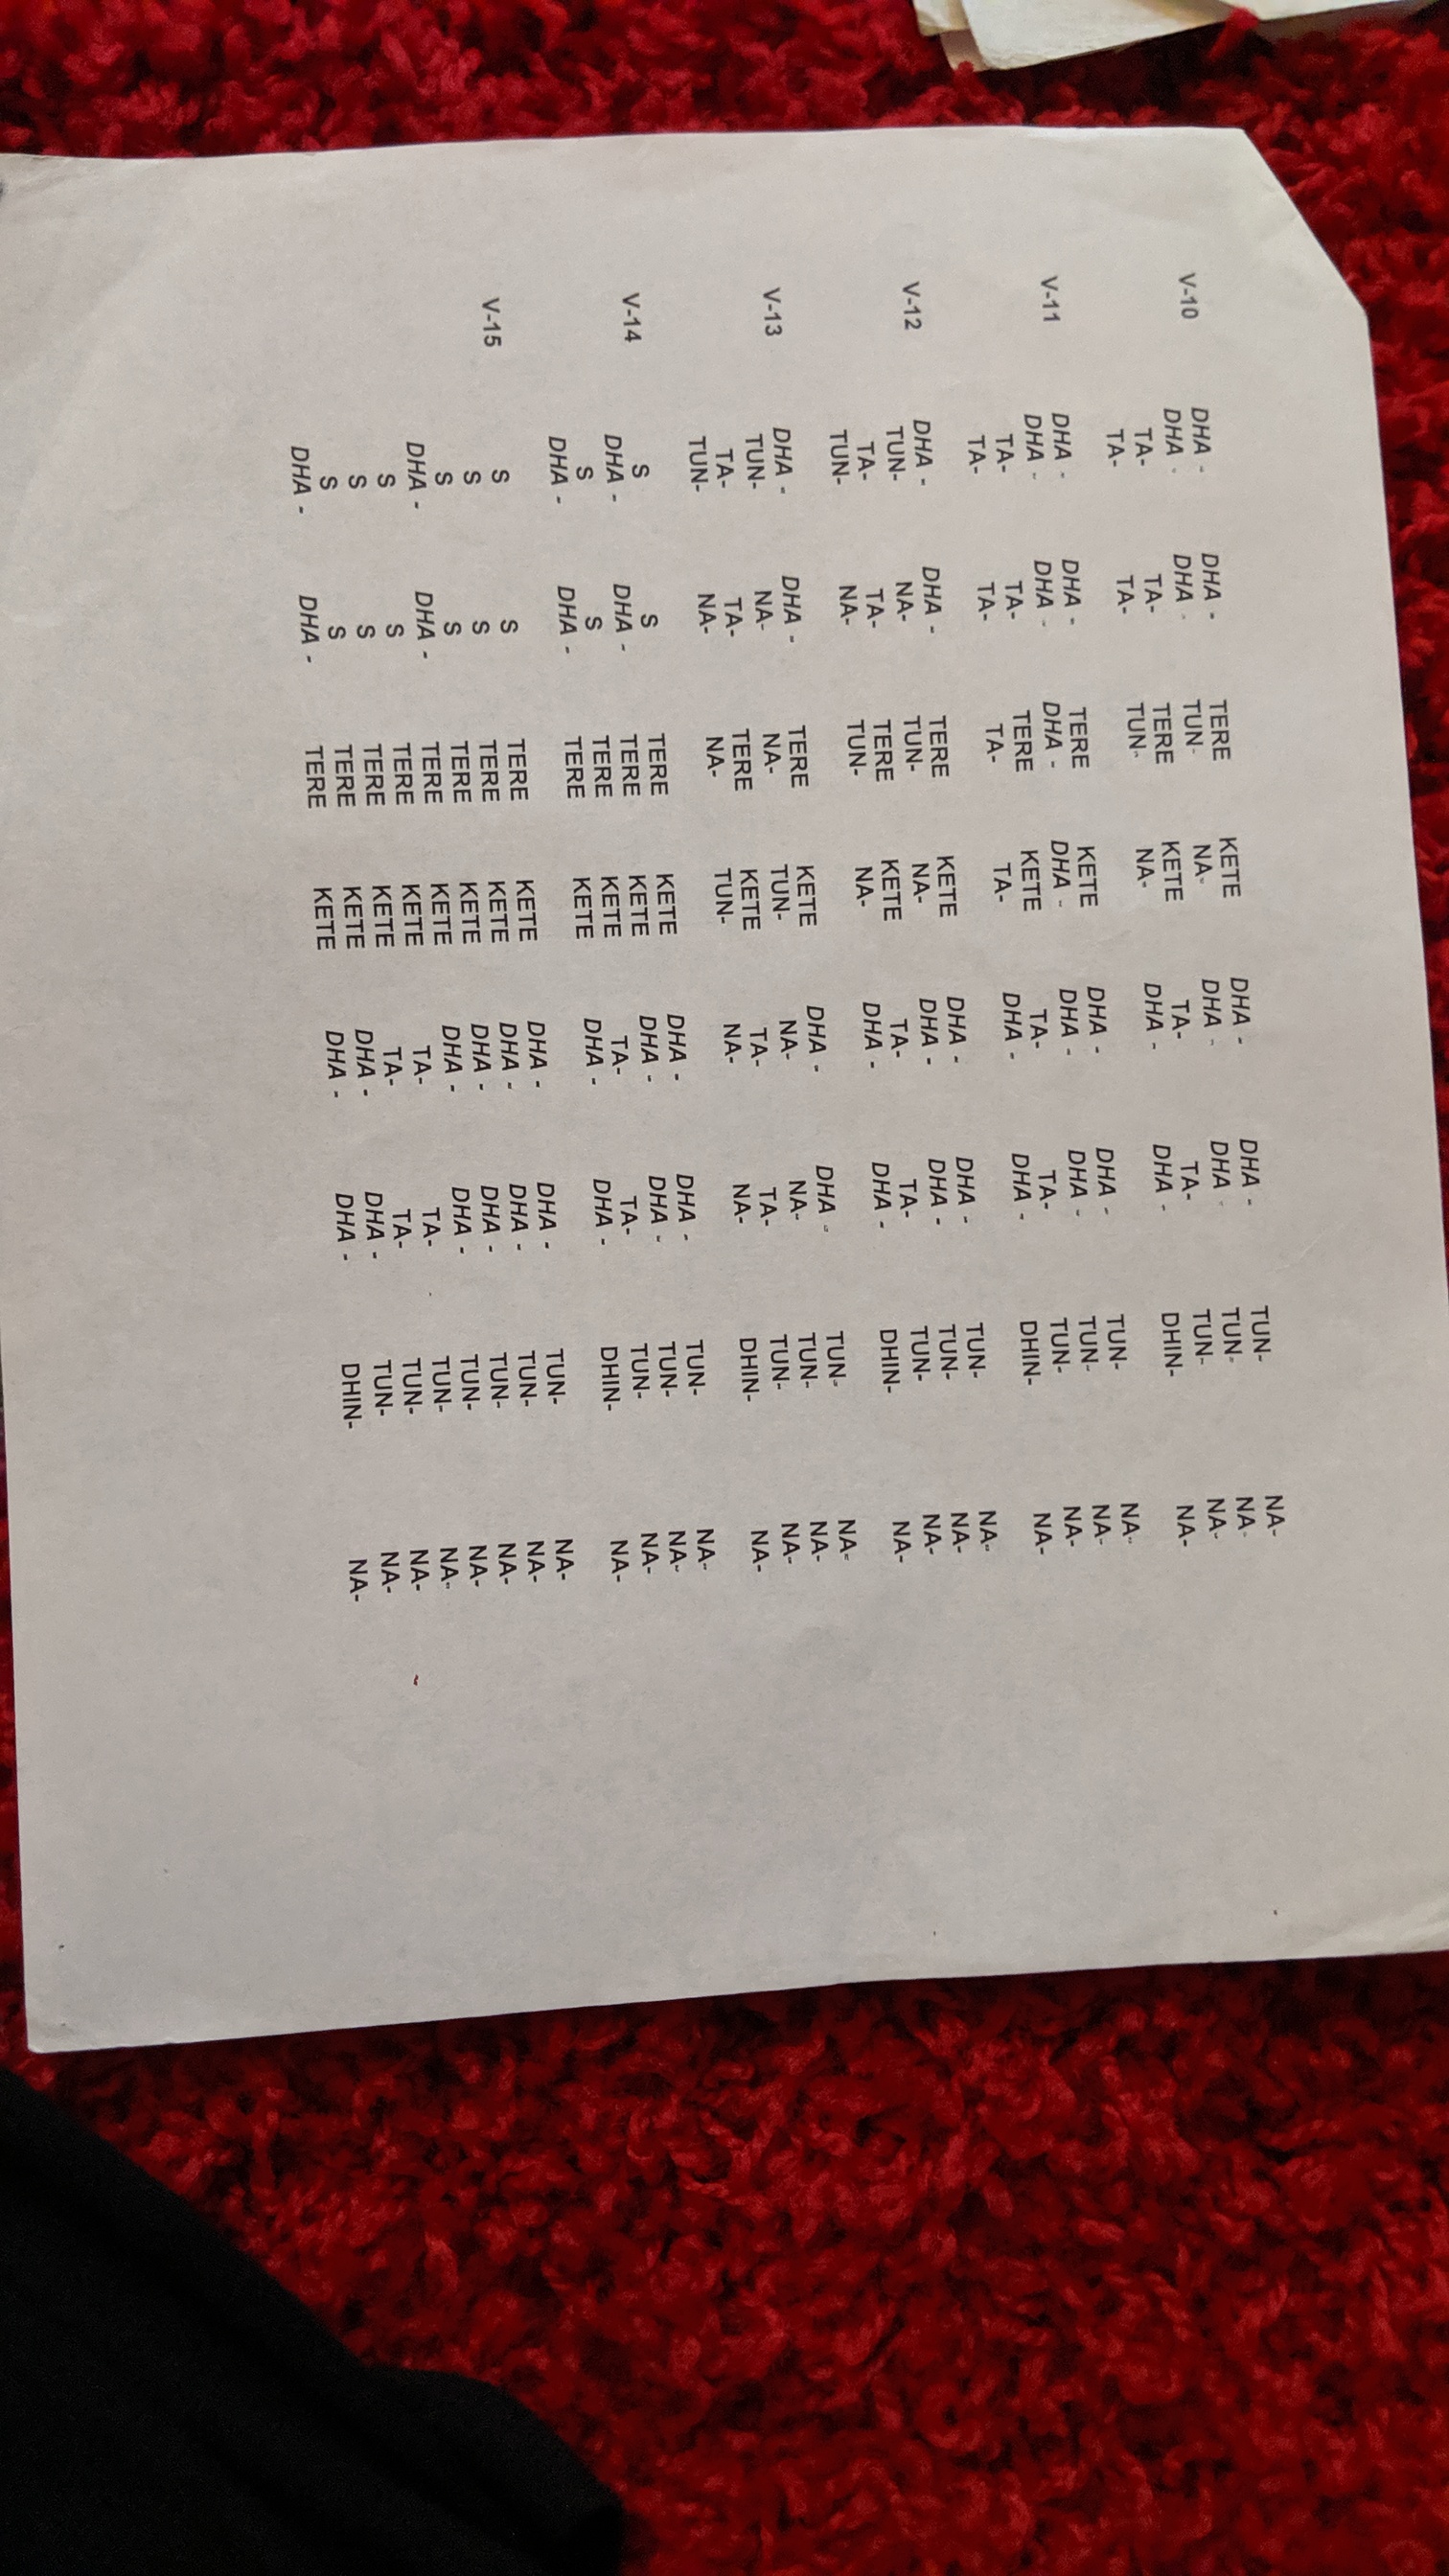 V-10 DHA - DHA - TERE KETE DHA - DHA - TUN- NA-
DHA - DHA - TUN- NA- DHA - DHA - TUN- NA-
TA- TA- TERE KETE TA- TA- TUN- NA-
TA- TA- TUN- NA- DHA - DHA - DHIN- NA-
V-11 DHA - DHA - TERE KETE DHA - DHA - TUN- NA-
DHA - DHA - DHA - DHA - DHA - DHA - TUN- NA-
TA- TA- TERE KETE TA- TA- TUN- NA-
TA- TA- TA- TA- DHA - DHA - DHIN- NA-
V-12 DHA - DHA - TERE KETE DHA - DHA - TUN- NA-
TUN- NA- TUN- NA- DHA - DHA - TUN- NA-
TA- TA- TERE KETE TA- TA- TUN- NA-
TUN- NA- TUN- NA- DHA - DHA - DHIN- NA-
V-13 DHA - DHA - TERE KETE DHA - DHA - TUN- NA-
TUN- NA- NA- TUN- NA- NA- TUN- NA-
TA- TA- TERE KETE TA- TA- TUN- NA-
TUN- NA- NA- TUN- NA- NA- DHIN- NA-
V-14 S S TERE KETE DHA - DHA - TUN- NA-
DHA - DHA - TERE KETE DHA - DHA - TUN- NA-
S S TERE KETE TA- TA- TUN- NA-
DHA - DHA - TERE KETE DHA - DHA - DHIN- NA-
V-15 S S TERE KETE DHA - DHA - TUN- NA-
S S TERE KETE DHA - DHA - TUN- NA-
S S TERE KETE DHA - DHA - TUN- NA-
DHA - DHA - TERE KETE DHA - DHA - TUN- NA-
S S TERE KETE TA- TA- TUN- NA-
S S TERE KETE TA- TA- TUN- NA-
S S TERE KETE DHA - DHA - TUN- NA-
DHA - DHA - TERE KETE DHA - DHA - DHIN- NA-